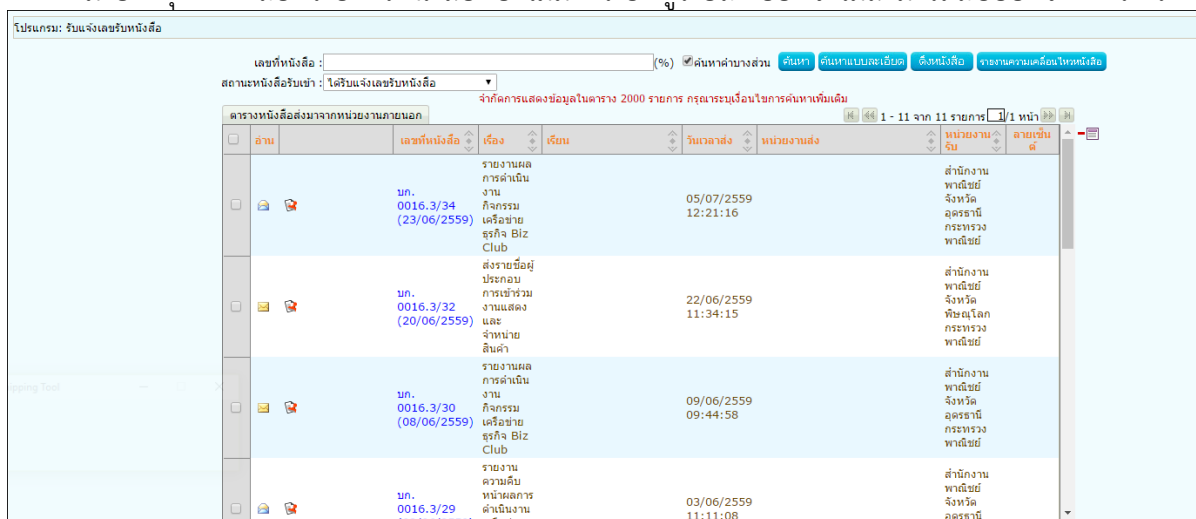 โปรแกรม: รับแจ้งเลขรับหนังสือ
เลขที่หนังสือ : (%) ค้นหาคำบางส่วน ค้นหา ค้นหาแบบละเอียด ดึงหนังสือ รายงานความเคลื่อนไหวหนังสือ
สถานะหนังสือรับเข้า : ได้รับแจ้งเลขรับหนังสือ
จำกัดการแสดงข้อมูลในตาราง 2000 รายการ กรุณาระบุเงื่อนไขการค้นหาเพิ่มเติม
ตารางหนังสือส่งมาจากหน่วยงานภายนอก 1 - 11 จาก 11 รายการ 1/1 หน้า
อ่าน เลขที่หนังสือ เรื่อง เรียน วันเวลาส่ง หน่วยงานส่ง หน่วยงานรับ ลายเซ็นต์
บก.
0016.3/34
(23/06/2559)
รายงานผล
การดำเนิน
งาน
กิจกรรม
เครือข่าย
ธุรกิจ Biz
Club
05/07/2559
12:21:16
สำนักงาน
พาณิชย์
จังหวัด
อุดรธานี
กระทรวง
พาณิชย์
บก.
0016.3/32
(20/06/2559)
ส่งรายชื่อผู้
ประกอบ
การเข้าร่วม
งานแสดง
และ
จำหน่าย
สินค้า
22/06/2559
11:34:15
สำนักงาน
พาณิชย์
จังหวัด
พิษณุโลก
กระทรวง
พาณิชย์
บก.
0016.3/30
(08/06/2559)
รายงานผล
การดำเนิน
งาน
กิจกรรม
เครือข่าย
ธุรกิจ Biz
Club
09/06/2559
09:44:58
สำนักงาน
พาณิชย์
จังหวัด
อุดรธานี
กระทรวง
พาณิชย์
บก.
0016.3/29
รายงาน
ความคืบ
หน้าผลการ
ดำเนินงาน
03/06/2559
11:11:08
สำนักงาน
พาณิชย์
จังหวัด
อุดรธานี